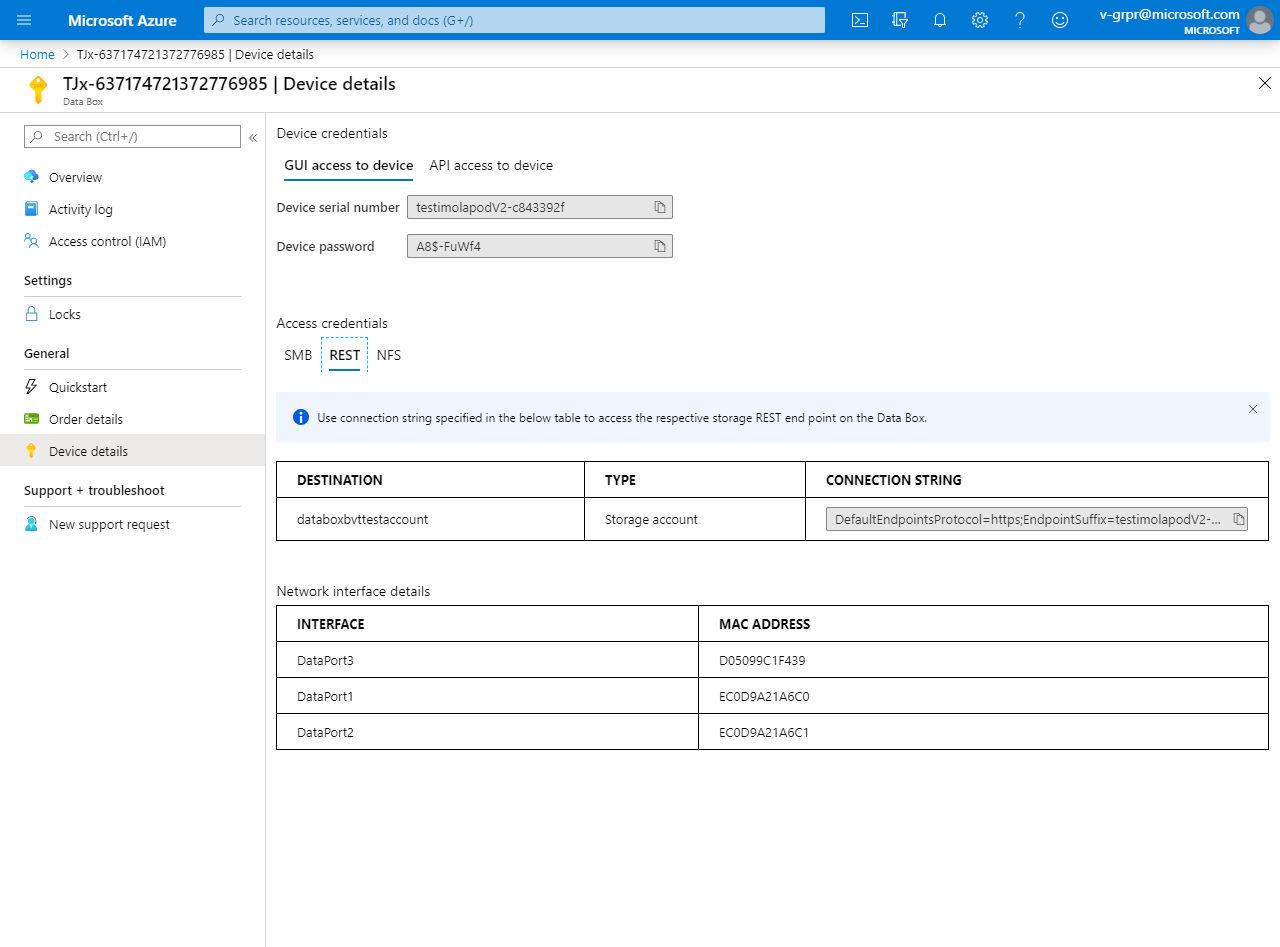 Microsoft Azure
Search resources, services, and docs (G+/)
v-grpr@microsoft.com
MICROSOFT
Home > TJx-637174721372776985 | Device details
TJx-637174721372776985 | Device details
Data Box
Search (Ctrl+/)
«
Overview
Activity log
Access control (IAM)
Settings
Locks
General
Quickstart
Order details
Device details
Support + troubleshoot
New support request
Device credentials
GUI access to device API access to device
Device serial number testimolapodV2-c843392f
Device password A8$-FuWf4
Access credentials
SMB REST NFS
Use connection string specified in the below table to access the respective storage REST end point on the Data Box.
DESTINATION TYPE CONNECTION STRING
databoxbvttestaccount Storage account DefaultEndpointsProtocol=https;EndpointSuffix=testimolapodV2-...
Network interface details
INTERFACE MAC ADDRESS
DataPort3 D05099C1F439
DataPort1 EC0D9A21A6C0
DataPort2 EC0D9A21A6C1